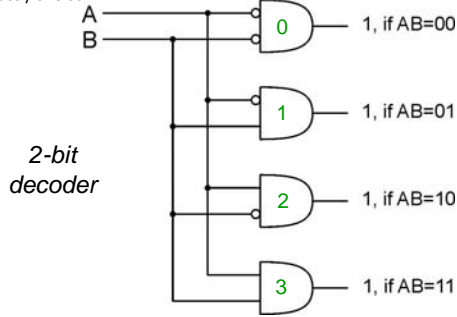 A
B
0
1, if AB=00
1
1, if AB=01
2-bit
decoder
2
1, if AB=10
3
1, if AB=11